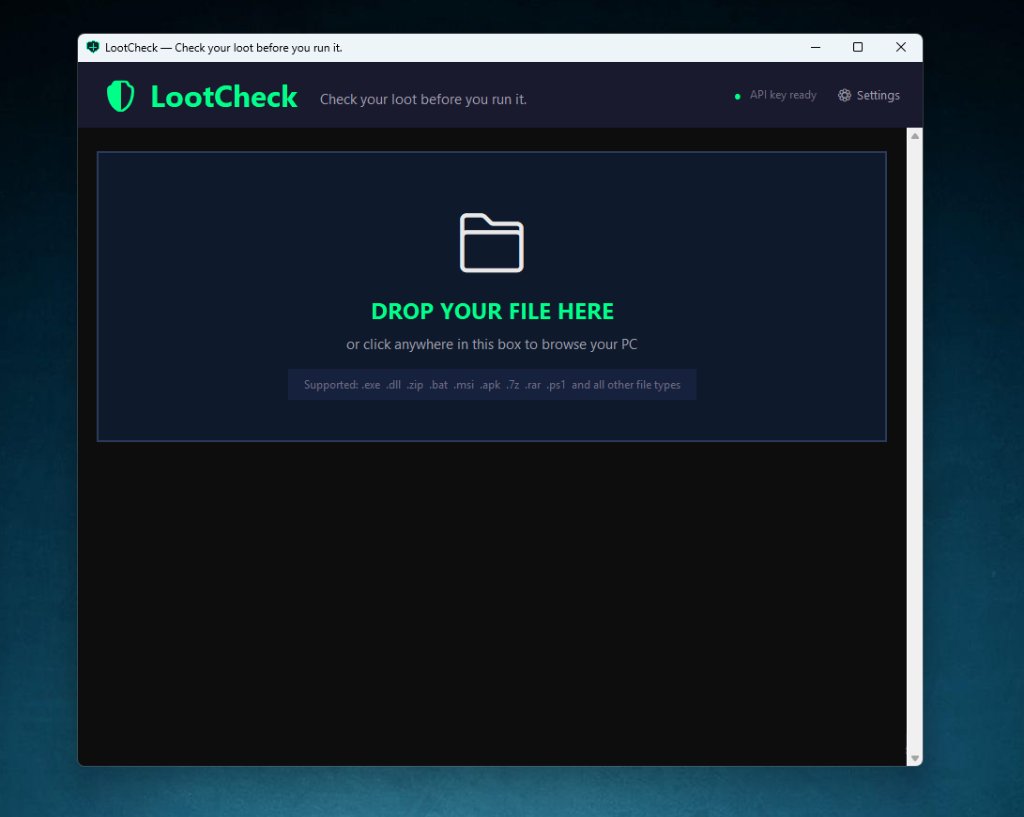 LootCheck — Check your loot before you run it.
LootCheck Check your loot before you run it. API key ready Settings
DROP YOUR FILE HERE
or click anywhere in this box to browse your PC
Supported: .exe .dll .zip .bat .msi .apk .7z .rar .ps1 and all other file types